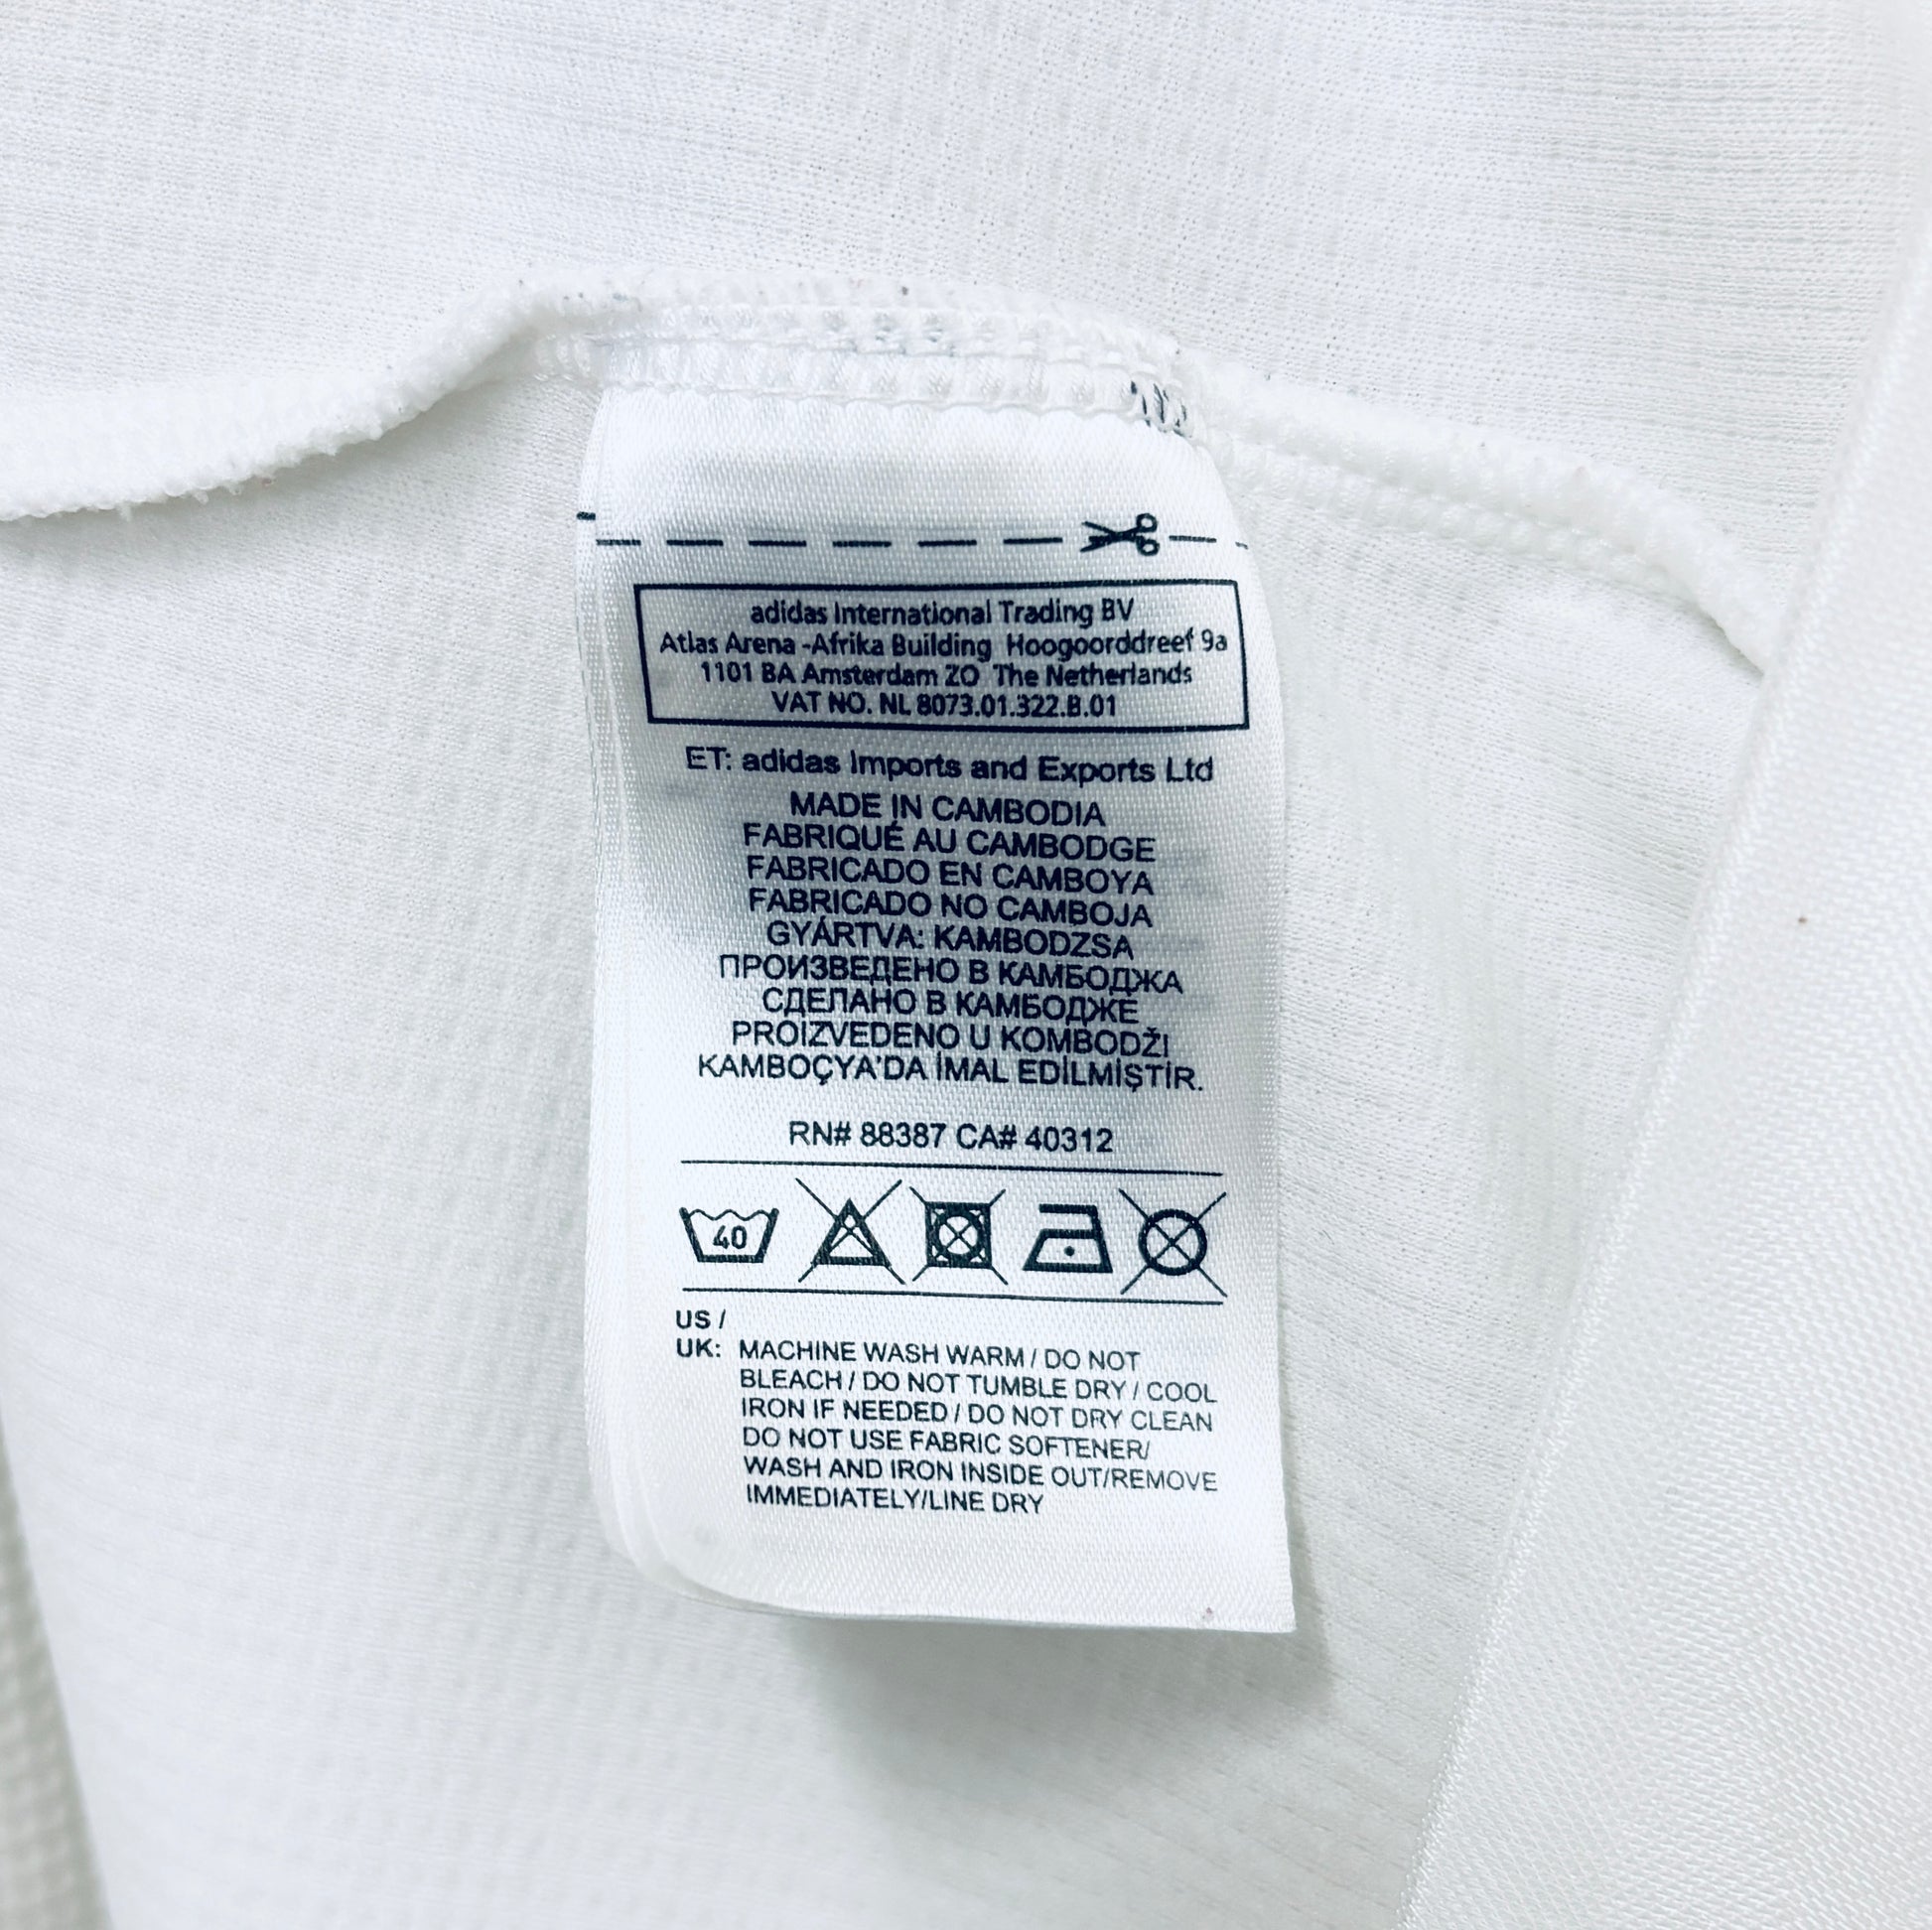 adidas International Trading BV
Atlas Arena -Afrika Building Hoogoorddreef 9a
1101 BA Amsterdam ZO The Netherlands
VAT NO. NL 8073.01.322.B.01
ET: adidas Imports and Exports Ltd
MADE IN CAMBODIA
FABRIQUÉ AU CAMBODGE
FABRICADO EN CAMBOYA
FABRICADO NO CAMBOJA
GYÁRTVA: KAMBODZSA
ПРОИЗВЕДЕНО В КАМБОДЖА
СДЕЛАНО В КАМБОДЖЕ
PROIZVEDENO U KOMBODŽI
KAMBOÇYA'DA İMAL EDİLMİŞTİR.
RN# 88387 CA# 40312
40
US /
UK: MACHINE WASH WARM / DO NOT
BLEACH / DO NOT TUMBLE DRY / COOL
IRON IF NEEDED / DO NOT DRY CLEAN
DO NOT USE FABRIC SOFTENER/
WASH AND IRON INSIDE OUT/REMOVE
IMMEDIATELY/LINE DRY